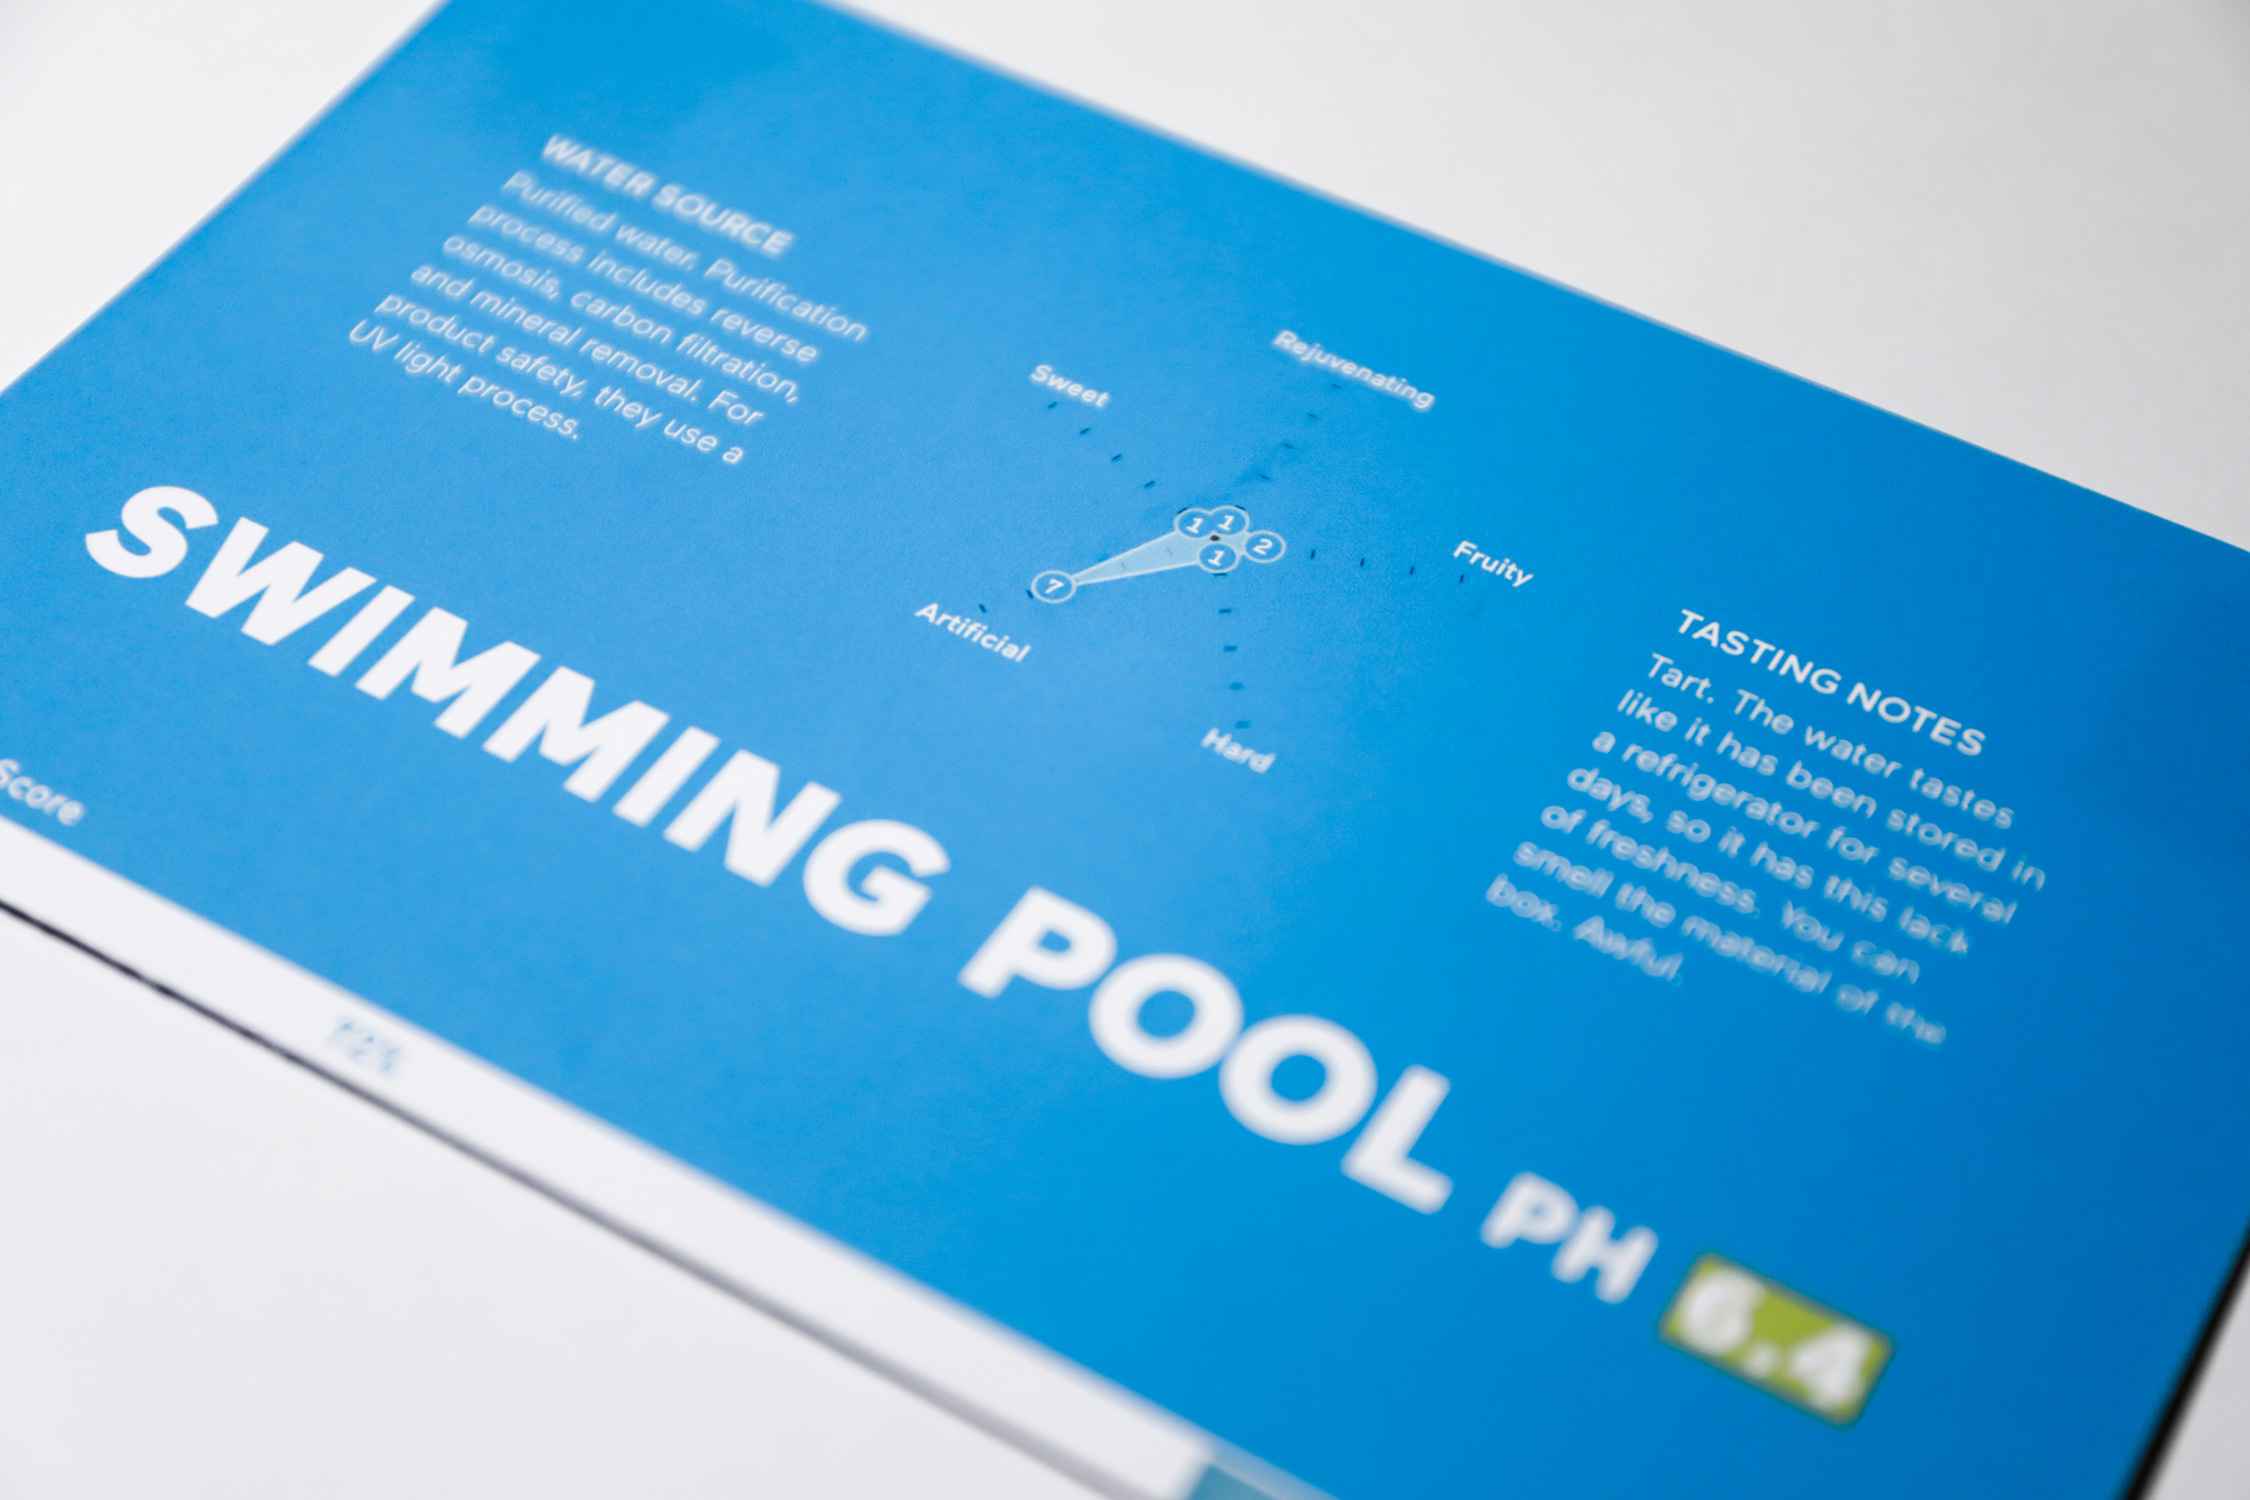 WATER SOURCE
Purified water. Purification
process includes reverse
osmosis, carbon filtration,
and mineral removal. For
product safety, they use a
UV light process.
Sweet
Rejuvenating
Fruity
Hard
Artificial
1
1
2
1
7
TASTING NOTES
Tart. The water tastes
like it has been stored in
a refrigerator for several
days, so it has this lack
of freshness. You can
smell the material of the
box. Awful.
SWIMMING POOL PH 6.4
Score
72%